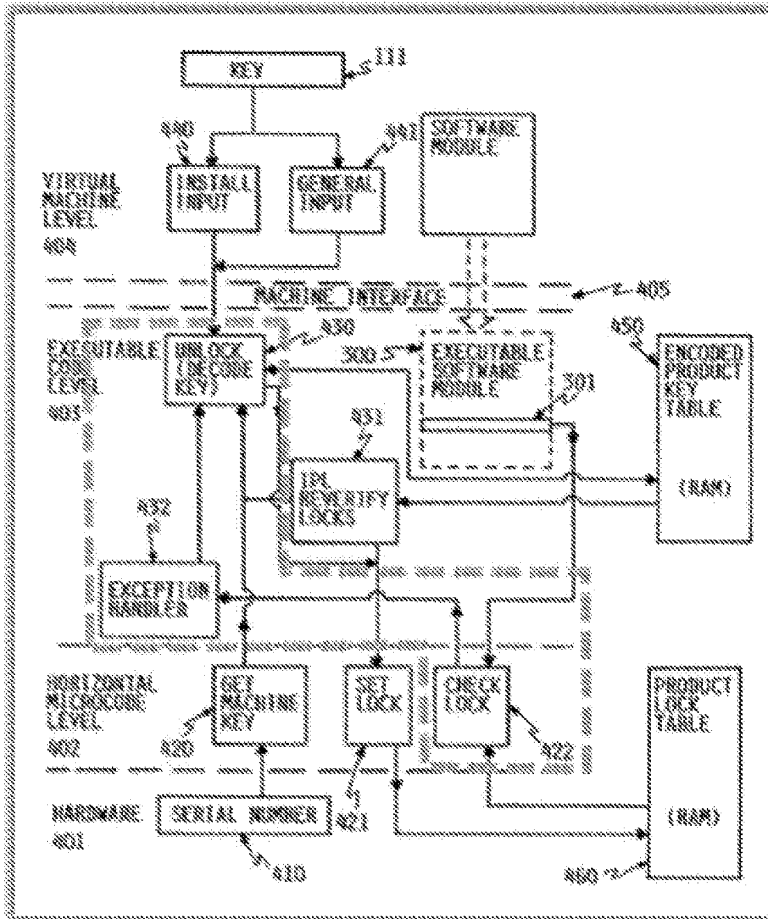 KEY
111
440
441
SOFTWARE
MODULE
INSTALL
INPUT
GENERAL
INPUT
VIRTUAL
MACHINE
LEVEL
404
MACHINE INTERFACE
405
EXECUTABLE
CODE
LEVEL
403
UNLOCK
(DECODE
KEY)
430
300
EXECUTABLE
SOFTWARE
MODULE
301
450
ENCODED
PRODUCT
KEY
TABLE
(RAM)
431
IPL
REVERIFY
LOCKS
432
EXCEPTION
HANDLER
HORIZONTAL
MICROCODE
LEVEL
402
GET
MACHINE
KEY
420
SET
LOCK
421
CHECK
LOCK
422
PRODUCT
LOCK
TABLE
(RAM)
460
HARDWARE
401
SERIAL NUMBER
410